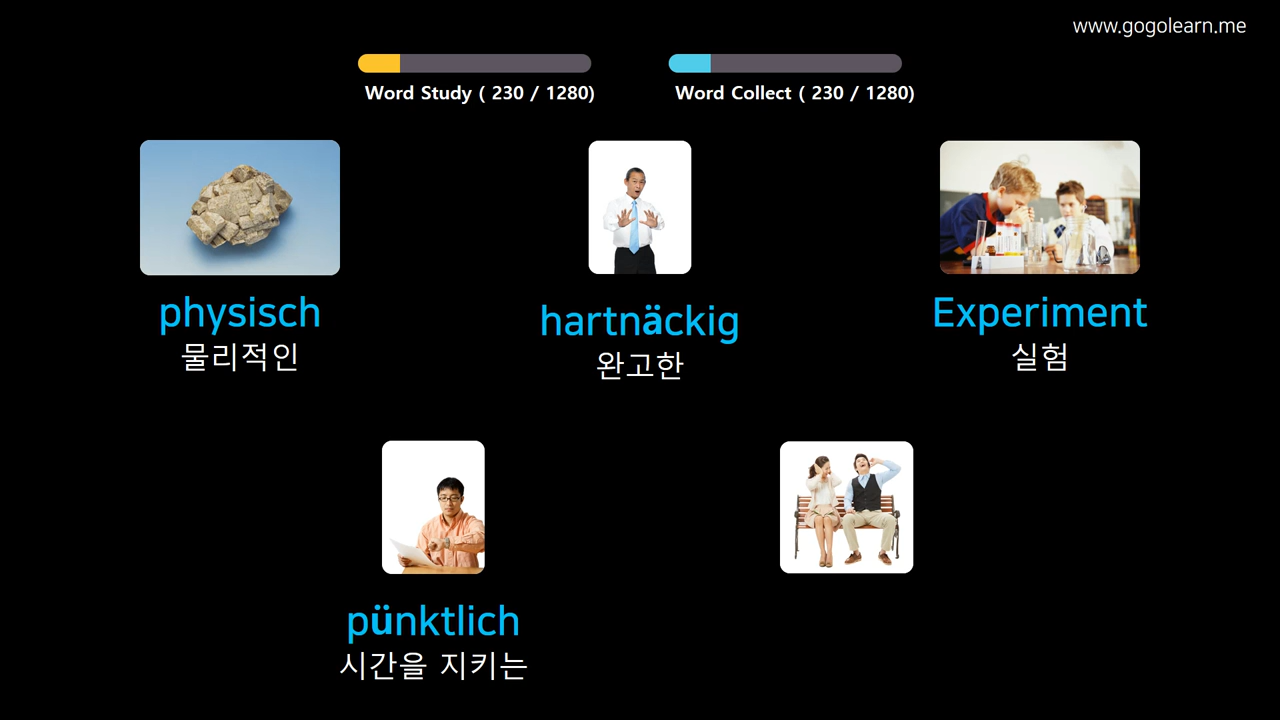 www.gogolearn.me
Word Study ( 230 / 1280)
Word Collect ( 230 / 1280)
physisch
물리적인
hartnäckig
완고한
Experiment
실험
pünktlich
시간을 지키는